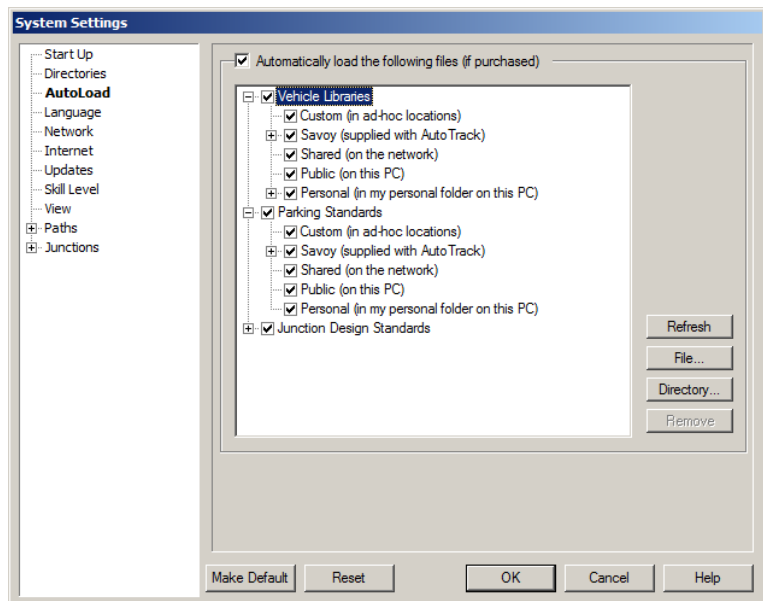 System Settings
Start Up
Directories
AutoLoad
Language
Network
Internet
Updates
Skill Level
View
Paths
Junctions
Automatically load the following files (if purchased)
Vehicle Libraries
Custom (in ad-hoc locations)
Savoy (supplied with AutoTrack)
Shared (on the network)
Public (on this PC)
Personal (in my personal folder on this PC)
Parking Standards
Custom (in ad-hoc locations)
Savoy (supplied with AutoTrack)
Shared (on the network)
Public (on this PC)
Personal (in my personal folder on this PC)
Junction Design Standards
Refresh
File...
Directory...
Remove
Make Default
Reset
OK
Cancel
Help